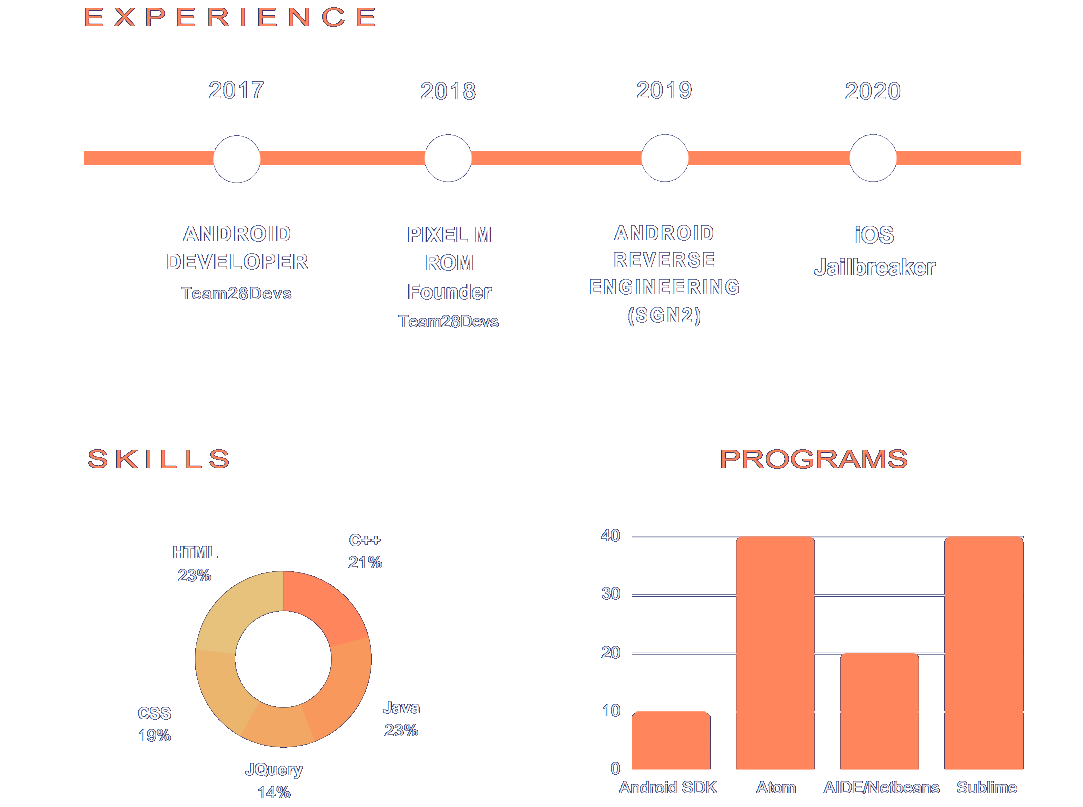 EXPERIENCE
2017
2018
2019
2020
ANDROID
DEVELOPER
Team28Devs
PIXEL M
ROM
Founder
Team28Devs
ANDROID
REVERSE
ENGINEERING
(SGN2)
iOS
Jailbreaker
SKILLS
HTML
23%
C++
21%
CSS
19%
Java
23%
JQuery
14%
PROGRAMS
40
30
20
10
0
Android SDK
Atom
AIDE/Netbeans
Sublime